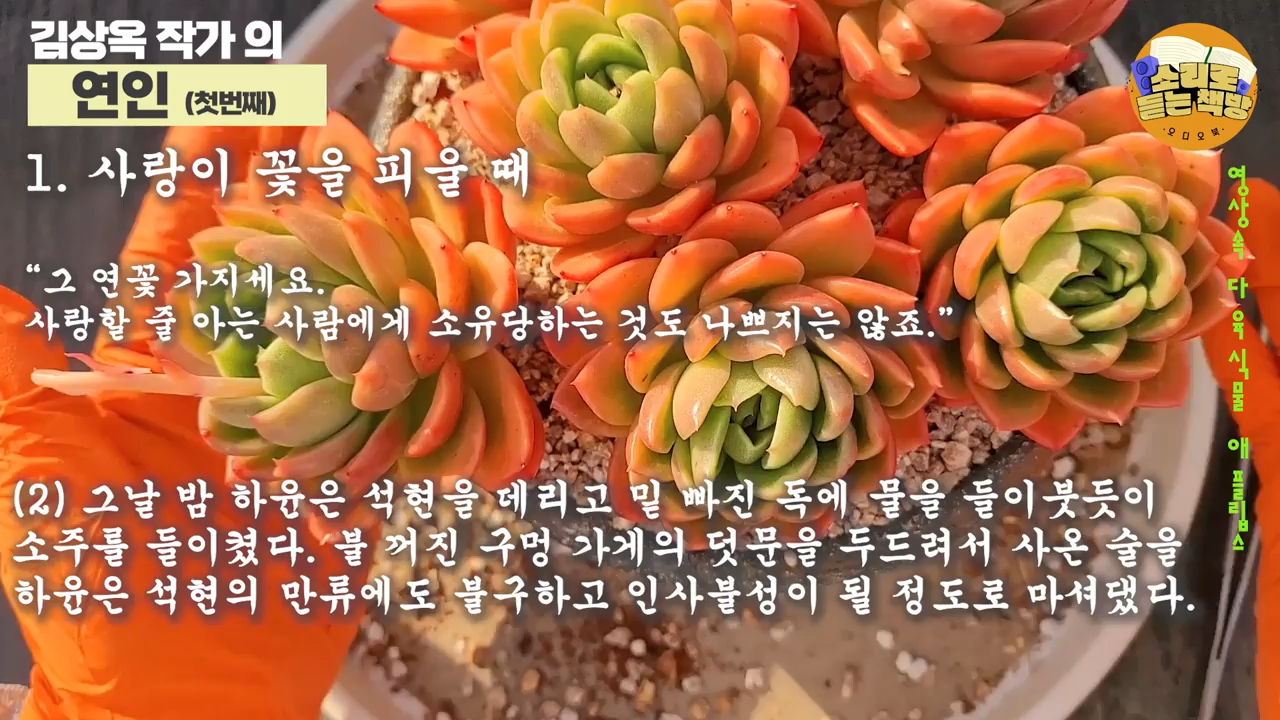 김상옥 작가 의
연인 (첫번째)
소리로
듣는 책방
·오디오북·
1. 사랑이 꽃을 피울 때
“그 연꽃 가지세요.
사랑할 줄 아는 사람에게 소유당하는 것도 나쁘지는 않죠.”
(2) 그날 밤 하윤은 석현을 데리고 밑 빠진 독에 물을 들이붓듯이
소주를 들이켰다. 불 꺼진 구멍 가게의 덧문을 두드려서 사온 술을
하윤은 석현의 만류에도 불구하고 인사불성이 될 정도로 마셔댔다.
영상속 다육식물 애플림스